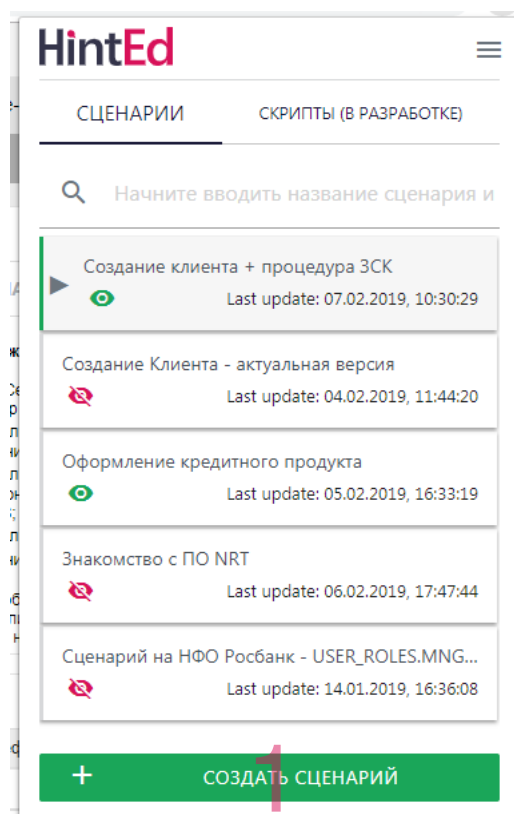 HintEd
СЦЕНАРИИ
СКРИПТЫ (В РАЗРАБОТКЕ)
Начните вводить название сценария и
Создание клиента + процедура ЗСК
Last update: 07.02.2019, 10:30:29
Создание Клиента - актуальная версия
Last update: 04.02.2019, 11:44:20
Оформление кредитного продукта
Last update: 05.02.2019, 16:33:19
Знакомство с ПО NRT
Last update: 06.02.2019, 17:47:44
Сценарий на НФО Росбанк - USER_ROLES.MNG...
Last update: 14.01.2019, 16:36:08
+ СОЗДАТЬ СЦЕНАРИЙ
1